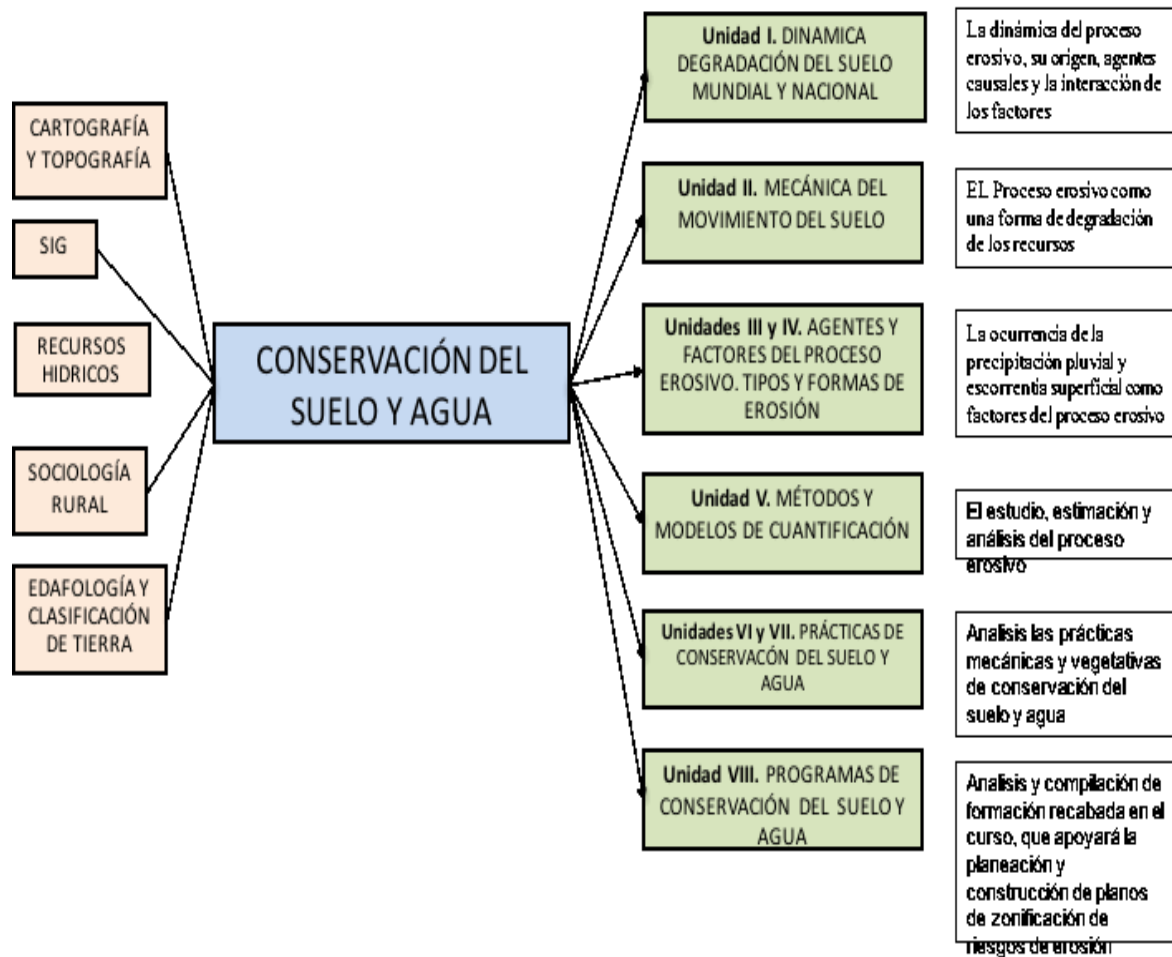 CARTOGRAFÍA
Y TOPOGRAFÍA
SIG
RECURSOS
HIDRICOS
SOCIOLOGÍA
RURAL
EDAFOLOGÍA Y
CLASIFICACIÓN
DE TIERRA
CONSERVACIÓN DEL
SUELO Y AGUA
Unidad I. DINAMICA
DEGRADACIÓN DEL SUELO
MUNDIAL Y NACIONAL
La dinámica del proceso
erosivo, su origen, agentes
causales y la interacción de
los factores
Unidad II. MECÁNICA DEL
MOVIMIENTO DEL SUELO
EL Proceso erosivo como
una forma de degradación
de los recursos
Unidades III y IV. AGENTES Y
FACTORES DEL PROCESO
EROSIVO. TIPOS Y FORMAS DE
EROSIÓN
La ocurrencia de la
precipitación pluvial y
escorrentía superficial como
factores del proceso erosivo
Unidad V. MÉTODOS Y
MODELOS DE CUANTIFICACIÓN
El estudio, estimación y
análisis del proceso
erosivo
Unidades VI y VII. PRÁCTICAS DE
CONSERVACÓN DEL SUELO Y
AGUA
Analisis las prácticas
mecánicas y vegetativas
de conservación del
suelo y agua
Unidad VIII. PROGRAMAS DE
CONSERVACIÓN DEL SUELO Y
AGUA
Analisis y compilación de
formación recabada en el
curso, que apoyará la
planeación y
construcción de planos
de zonificación de
riesgos de erosión